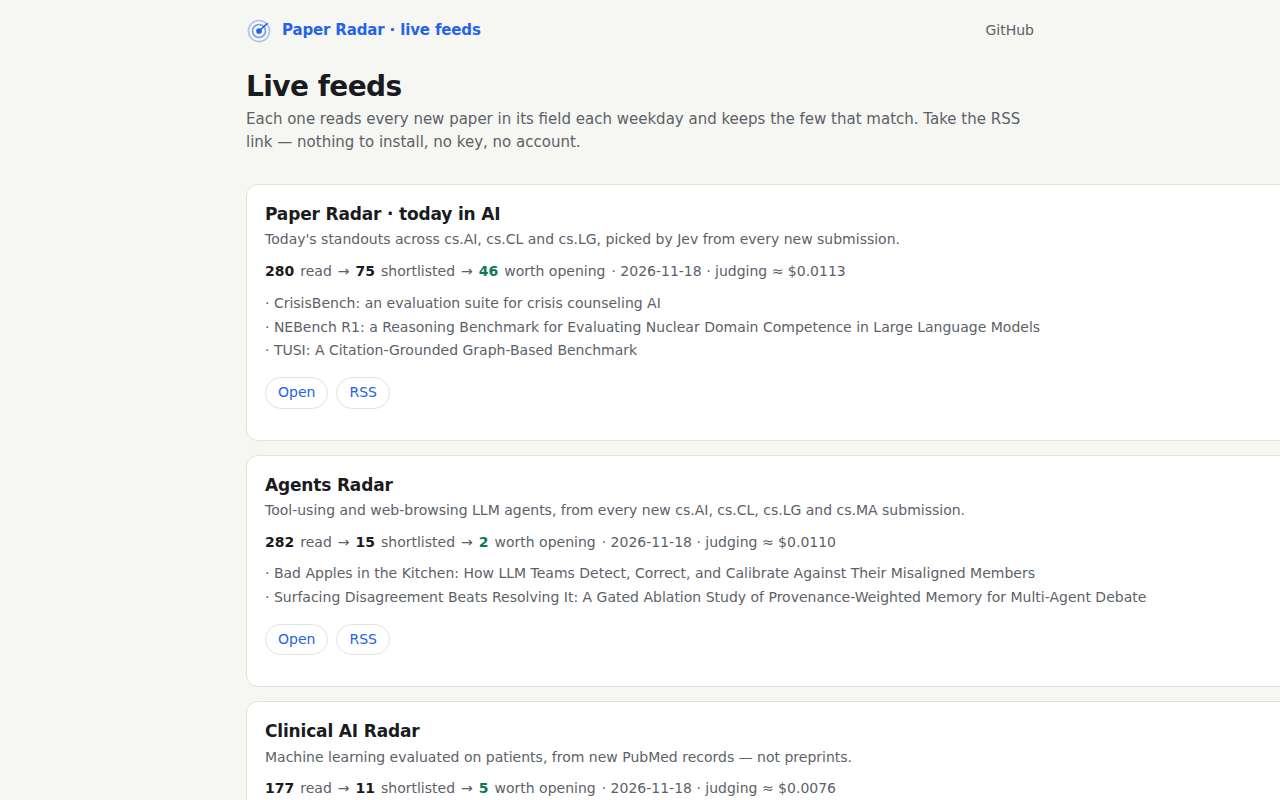 Paper Radar · live feeds
GitHub
Live feeds
Each one reads every new paper in its field each weekday and keeps the few that match. Take the RSS
link — nothing to install, no key, no account.
Paper Radar · today in AI
Today's standouts across cs.AI, cs.CL and cs.LG, picked by Jev from every new submission.
280 read → 75 shortlisted → 46 worth opening · 2026-11-18 · judging ≈ $0.0113
· CrisisBench: an evaluation suite for crisis counseling AI
· NEBench R1: a Reasoning Benchmark for Evaluating Nuclear Domain Competence in Large Language Models
· TUSI: A Citation-Grounded Graph-Based Benchmark
Open RSS
Agents Radar
Tool-using and web-browsing LLM agents, from every new cs.AI, cs.CL, cs.LG and cs.MA submission.
282 read → 15 shortlisted → 2 worth opening · 2026-11-18 · judging ≈ $0.0110
· Bad Apples in the Kitchen: How LLM Teams Detect, Correct, and Calibrate Against Their Misaligned Members
· Surfacing Disagreement Beats Resolving It: A Gated Ablation Study of Provenance-Weighted Memory for Multi-Agent Debate
Open RSS
Clinical AI Radar
Machine learning evaluated on patients, from new PubMed records — not preprints.
177 read → 11 shortlisted → 5 worth opening · 2026-11-18 · judging ≈ $0.0076